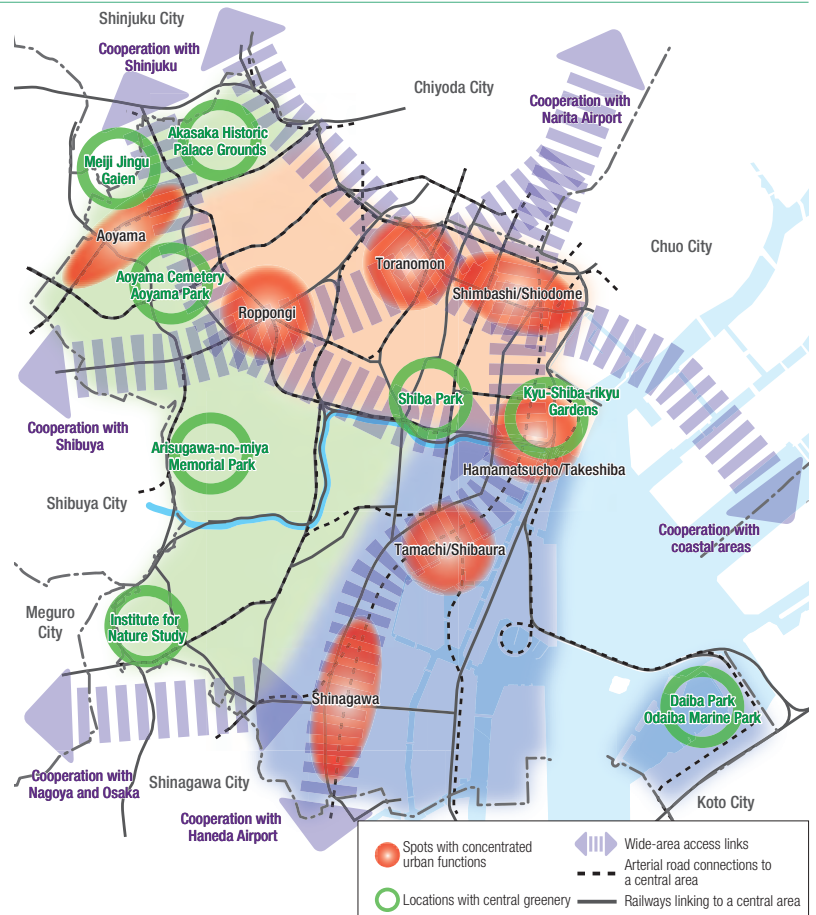 Shinjuku City
Cooperation with
Shinjuku
Chiyoda City
Cooperation with
Narita Airport
Akasaka Historic
Palace Grounds
Meiji Jingu
Gaien
Aoyama
Chuo City
Toranomon
Aoyama Cemetery
Aoyama Park
Shimbashi/Shiodome
Roppongi
Shiba Park
Kyu-Shiba-rikyu
Gardens
Cooperation with
Shibuya
Arisugawa-no-miya
Memorial Park
Hamamatsucho/Takeshiba
Shibuya City
Cooperation with
coastal areas
Tamachi/Shibaura
Meguro
City
Institute for
Nature Study
Shinagawa
Daiba Park
Odaiba Marine Park
Cooperation with
Nagoya and Osaka
Shinagawa City
Koto City
Cooperation with
Haneda Airport
Spots with concentrated
urban functions
Locations with central greenery
Wide-area access links
Arterial road connections to
a central area
Railways linking to a central area